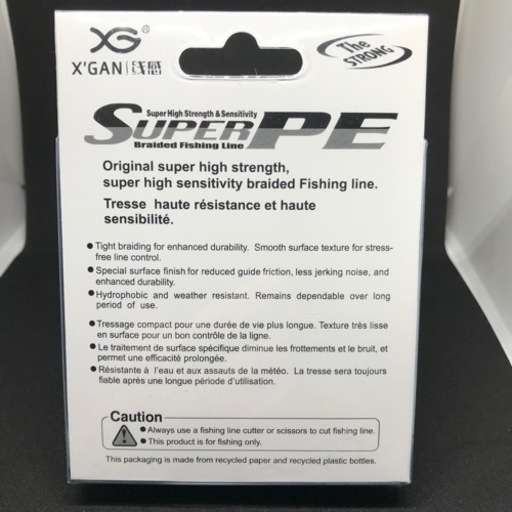 XG
X'GAN 线感
The STRONG
Super High Strength & Sensitivity
SUPER PE
Braided Fishing Line
Original super high strength,
super high sensitivity braided Fishing line.
Tresse haute résistance et haute
sensibilité.
● Tight braiding for enhanced durability. Smooth surface texture for stress-
free line control.
● Special surface finish for reduced guide friction, less jerking noise, and
enhanced durability.
● Hydrophobic and weather resistant. Remains dependable over long
period of use.
● Tressage compact pour une durée de vie plus longue. Texture très lisse
en surface pour un bon contrôle de la ligne.
● Le traitement de surface spécifique diminue les frottements et le bruit, et
permet une efficacité prolongée.
● Résistante à l'eau et aux assauts de la météo. La tresse sera toujours
fiable après une longue période d'utilisation.
Caution
● Always use a fishing line cutter or scissors to cut fishing line.
● This product is for fishing only.
This packaging is made from recycled paper and recycled plastic bottles.